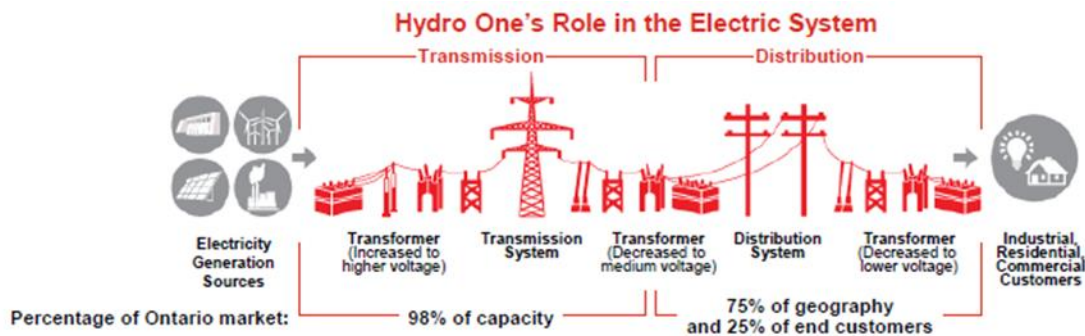 Hydro One's Role in the Electric System
Transmission
Distribution
Electricity
Generation
Sources
Transformer
(Increased to
higher voltage)
Transmission
System
Transformer
(Decreased to
medium voltage)
Distribution
System
Transformer
(Decreased to
lower voltage)
Industrial,
Residential,
Commercial
Customers
Percentage of Ontario market:
98% of capacity
75% of geography
and 25% of end customers